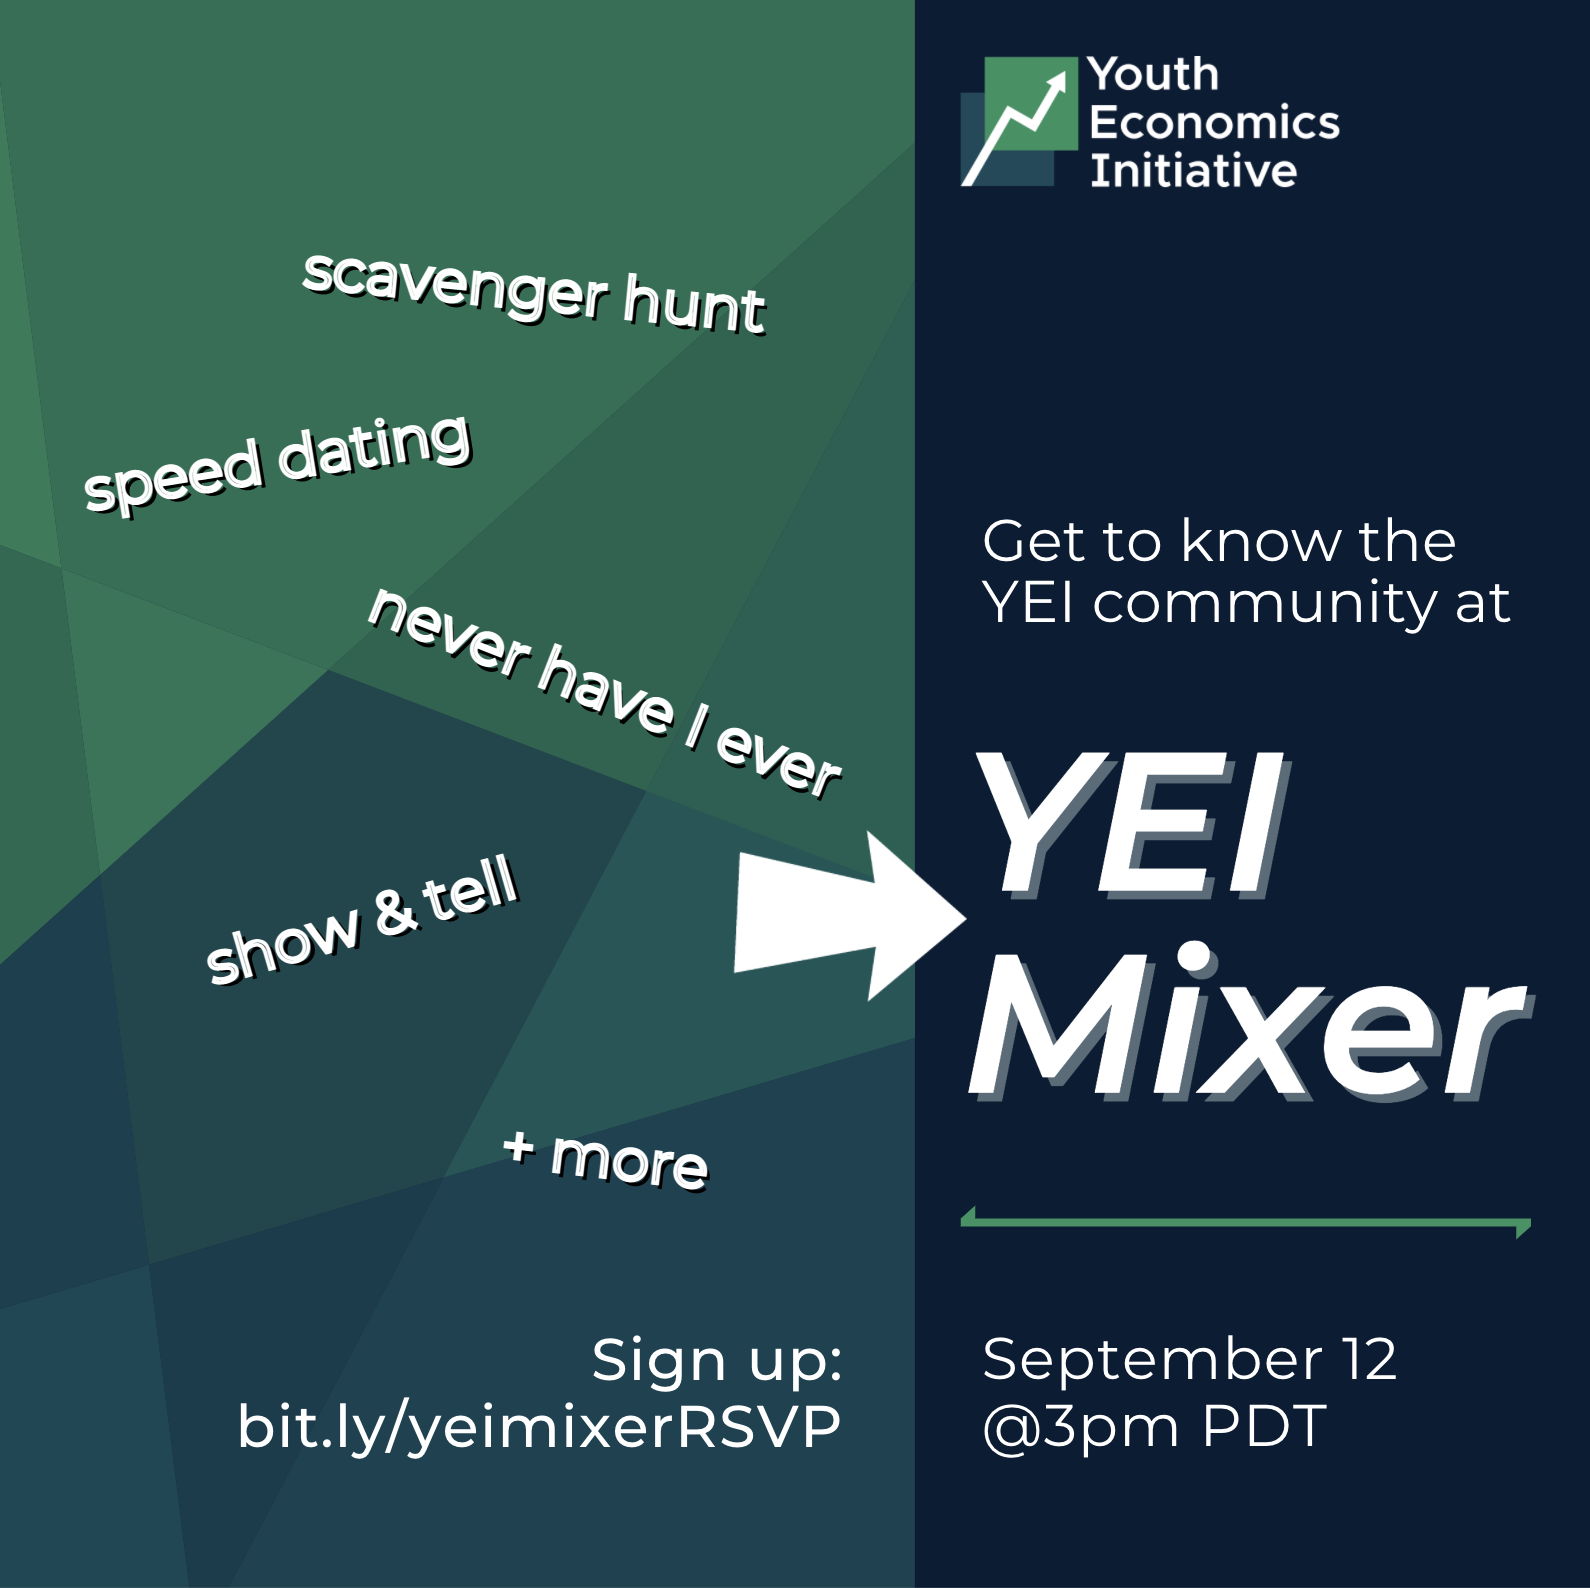 Youth
Economics
Initiative
scavenger hunt
speed dating
never have I ever
show & tell
+ more
Get to know the
YEI community at
YEI
Mixer
Sign up:
bit.ly/yeimixerRSVP
September 12
@3pm PDT